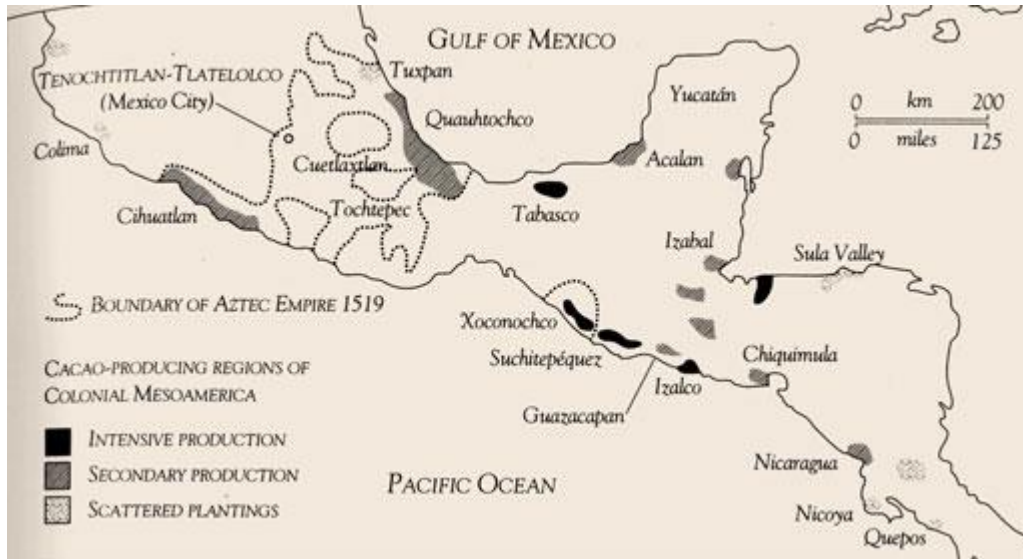 GULF OF MEXICO
TENOCHTITLAN-TLATELOLCO
(Mexico City)
Tuxpan
Yucatán
0 km 200
0 miles 125
Quauhtochco
Colima
Cuetlaxtlan
Acalan
Cihuatlan
Tochtepec
Tabasco
Izabal
Sula Valley
BOUNDARY OF AZTEC EMPIRE 1519
Xoconochco
Suchitepéquez
Chiquimula
CACAO-PRODUCING REGIONS OF
COLONIAL MESOAMERICA
Izalco
Guazacapan
INTENSIVE PRODUCTION
SECONDARY PRODUCTION
SCATTERED PLANTINGS
PACIFIC OCEAN
Nicaragua
Nicoya
Quepos